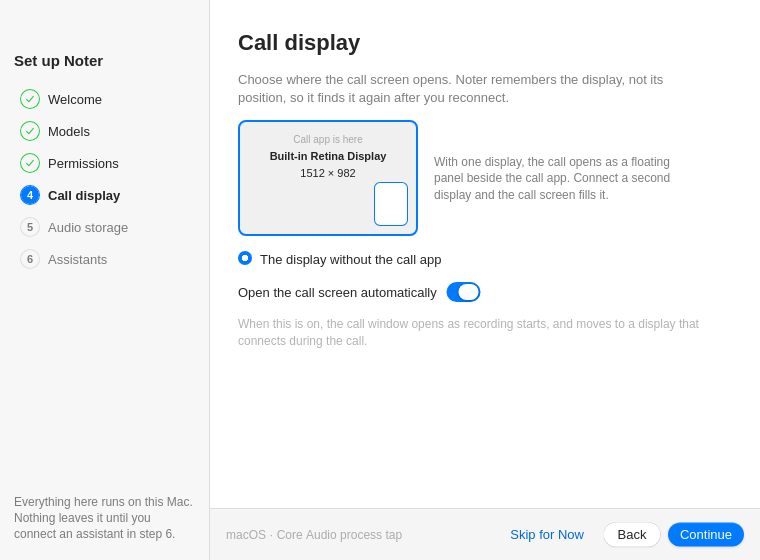 Set up Noter
Welcome
Models
Permissions
4 Call display
5 Audio storage
6 Assistants
Everything here runs on this Mac.
Nothing leaves it until you
connect an assistant in step 6.
Call display
Choose where the call screen opens. Noter remembers the display, not its
position, so it finds it again after you reconnect.
Call app is here
Built-in Retina Display
1512 × 982
With one display, the call opens as a floating
panel beside the call app. Connect a second
display and the call screen fills it.
The display without the call app
Open the call screen automatically
When this is on, the call window opens as recording starts, and moves to a display that
connects during the call.
macOS · Core Audio process tap
Skip for Now
Back
Continue